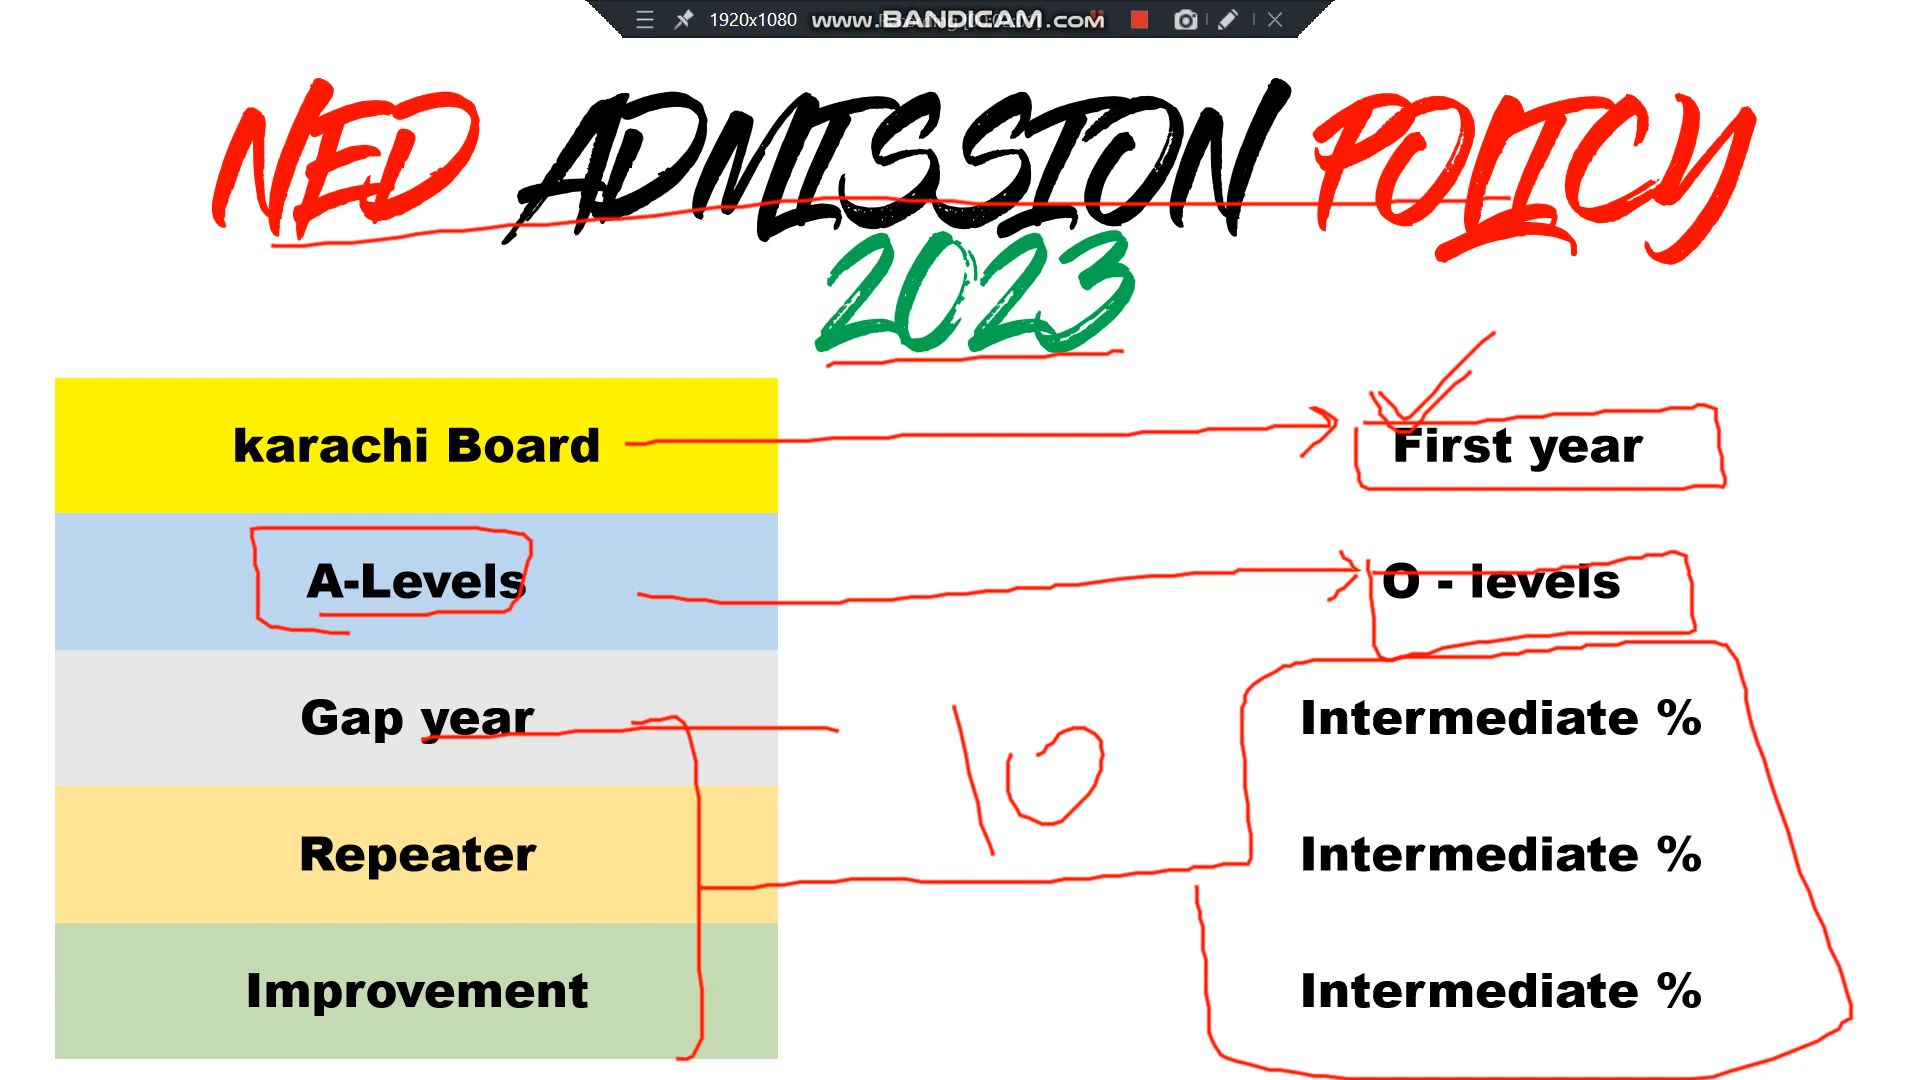 1920x1080 www.BANDICAM.com
NED ADMISSION POLICY
2023
karachi Board First year
A-Levels O - levels
Gap year 10 Intermediate %
Repeater Intermediate %
Improvement Intermediate %